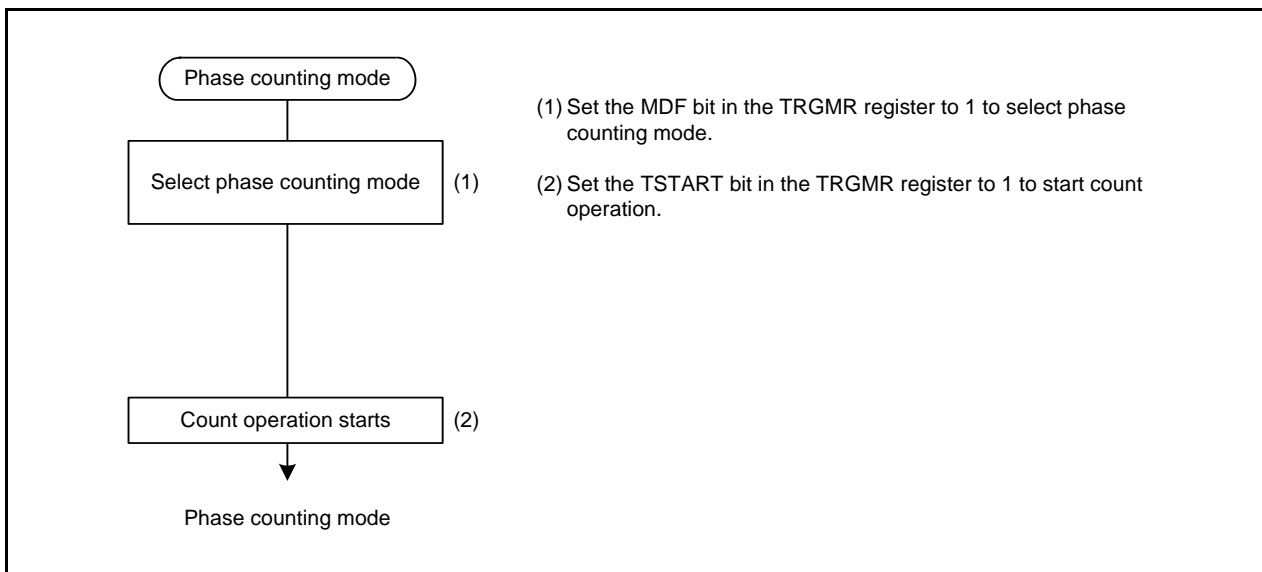 Phase counting mode
Select phase counting mode (1)
Count operation starts (2)
Phase counting mode
(1) Set the MDF bit in the TRGMR register to 1 to select phase
counting mode.
(2) Set the TSTART bit in the TRGMR register to 1 to start count
operation.